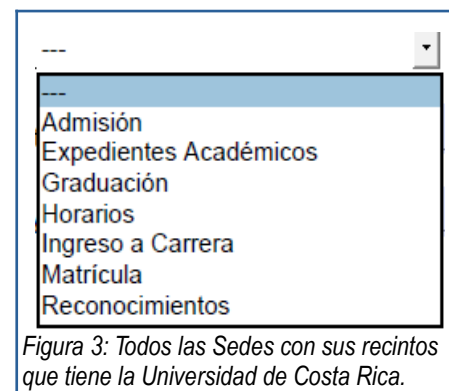 ---
---
Admisión
Expedientes Académicos
Graduación
Horarios
Ingreso a Carrera
Matrícula
Reconocimientos
Figura 3: Todos las Sedes con sus recintos
que tiene la Universidad de Costa Rica.